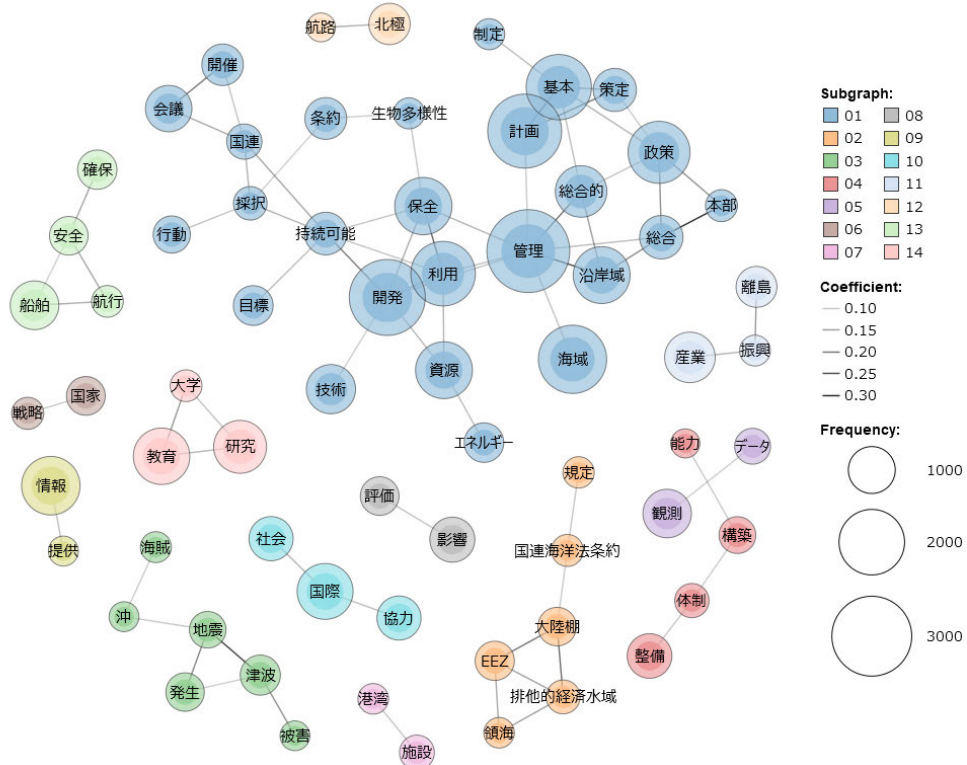 航路
北極
制定
開催
基本
策定
会議
条約
生物多様性
計画
国連
政策
確保
採択
保全
総合的
本部
安全
行動
持続可能
管理
総合
利用
沿岸域
船舶
航行
目標
開発
離島
産業
振興
海域
資源
技術
大学
国家
戦略
教育
研究
エネルギー
能力
データ
規定
情報
評価
観測
影響
構築
提供
海賊
社会
国連海洋法条約
国際
協力
体制
沖
地震
大陸棚
整備
EEZ
津波
発生
排他的経済水域
港湾
領海
被害
施設
Subgraph:
01
08
02
09
03
10
04
11
05
12
06
13
07
14
Coefficient:
0.10
0.15
0.20
0.25
0.30
Frequency:
1000
2000
3000